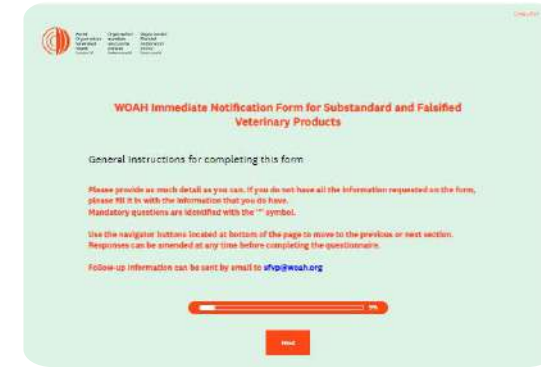 World Organisation Organización
WOAH Immediate Notification Form for Substandard and Falsified
Veterinary Products
General Instructions for completing this form
Please provide as much detail as you can. If you do not have all the information requested on the form,
please fill it in with the information that you do have.
Mandatory questions are identified with the "*" symbol.
Use the navigator buttons located at bottom of the page to move to the previous or next section.
Responses can be amended at any time before completing the questionnaire.
Follow-up information can be sent by email to sfvp@woah.org
Next